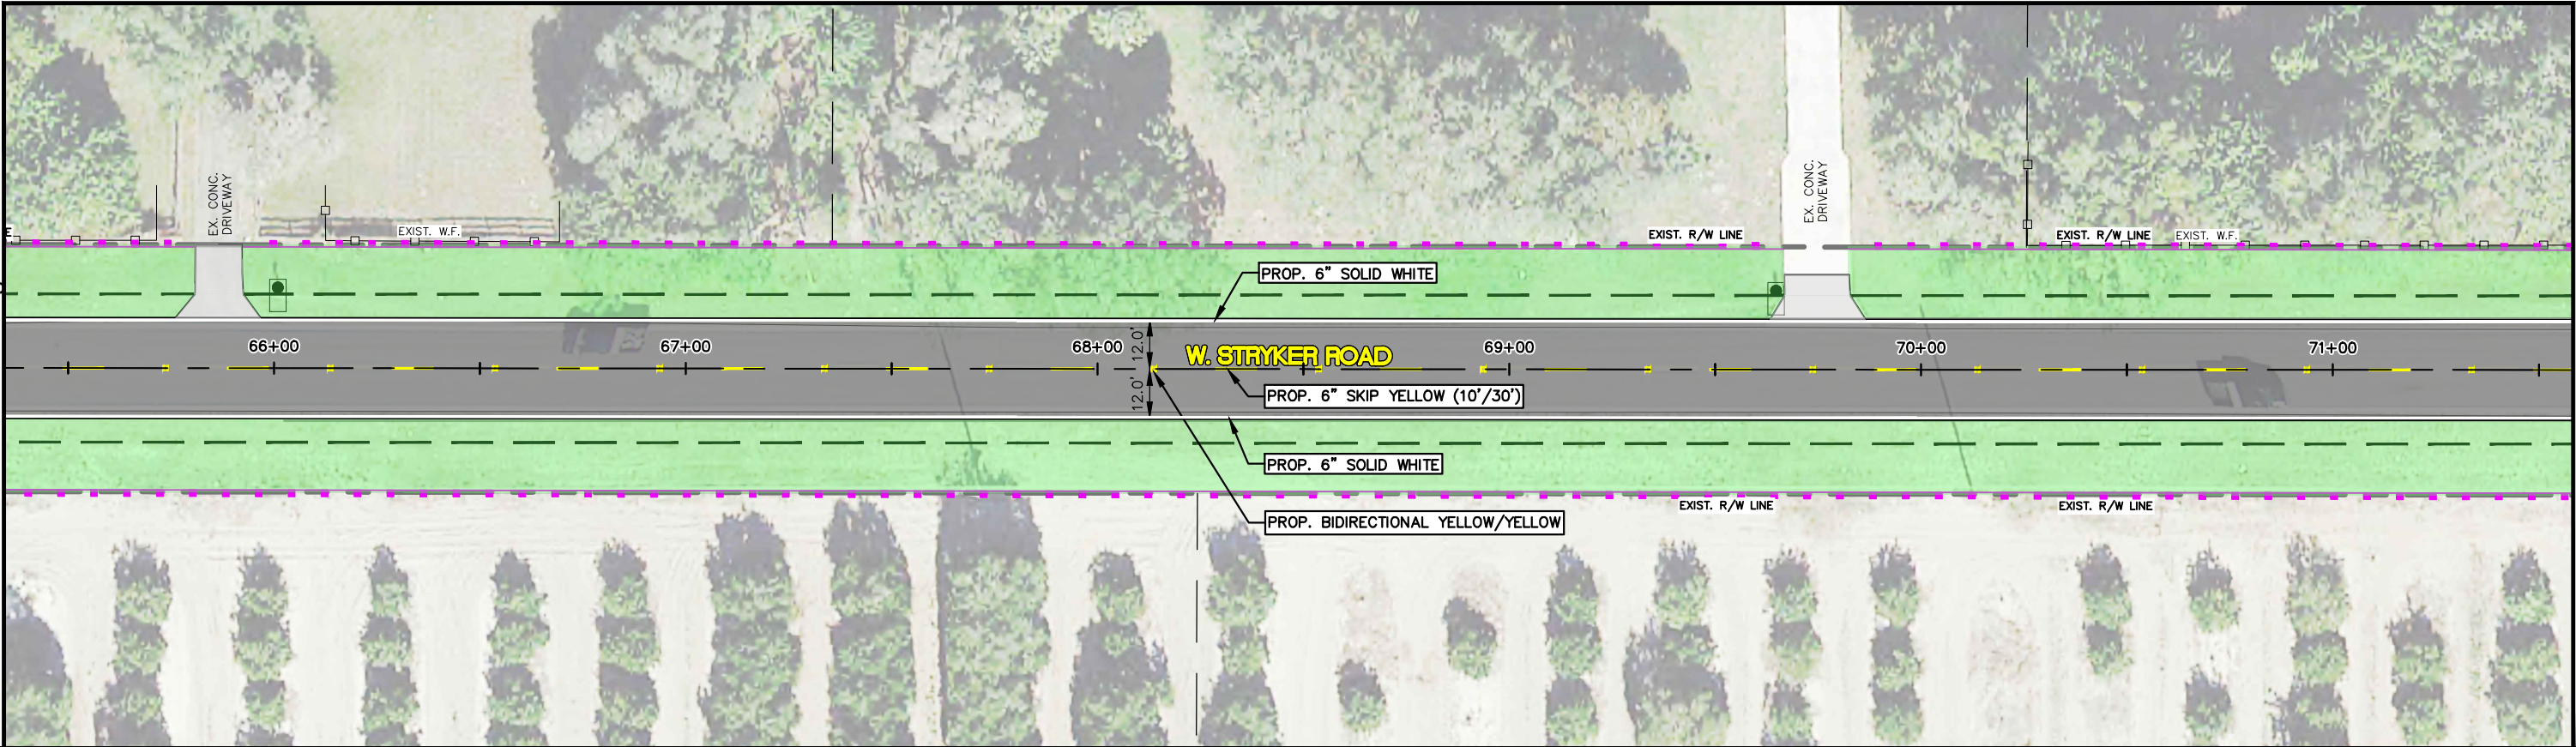 EX. CONC.
DRIVEWAY
EX. CONC.
DRIVEWAY
EXIST. W.F.
EXIST. R/W LINE
EXIST. R/W LINE
EXIST. W.F.
PROP. 6" SOLID WHITE
66+00
67+00
68+00
12.0'
W. STRYKER ROAD
69+00
70+00
71+00
12.0'
PROP. 6" SKIP YELLOW (10'/30')
PROP. 6" SOLID WHITE
EXIST. R/W LINE
EXIST. R/W LINE
PROP. BIDIRECTIONAL YELLOW/YELLOW